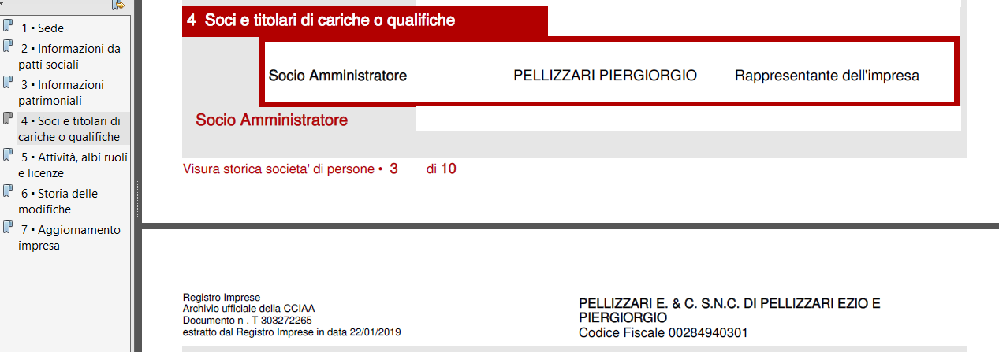 1 ▪ Sede
2 ▪ Informazioni da
patti sociali
3 ▪ Informazioni
patrimoniali
4 ▪ Soci e titolari di
cariche o qualifiche
5 ▪ Attività, albi ruoli
e licenze
6 ▪ Storia delle
modifiche
7 ▪ Aggiornamento
impresa
4 Soci e titolari di cariche o qualifiche
Socio Amministratore PELLIZZARI PIERGIORGIO Rappresentante dell'impresa
Socio Amministratore
Visura storica societa' di persone • 3 di 10
Registro Imprese
Archivio ufficiale della CCIAA
Documento n . T 303272265
estratto dal Registro Imprese in data 22/01/2019
PELLIZZARI E. & C. S.N.C. DI PELLIZZARI EZIO E
PIERGIORGIO
Codice Fiscale 00284940301